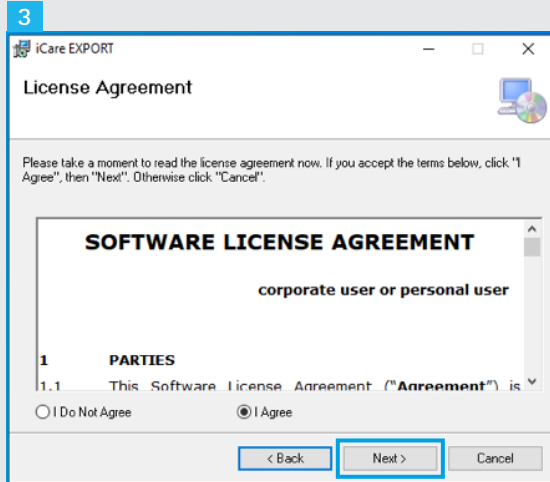 3
iCare EXPORT
License Agreement
Please take a moment to read the license agreement now. If you accept the terms below, click "I
Agree", then "Next". Otherwise click "Cancel".
SOFTWARE LICENSE AGREEMENT
corporate user or personal user
1 PARTIES
1.1 This Software License Agreement ("Agreement") is
I Do Not Agree
I Agree
< Back
Next >
Cancel